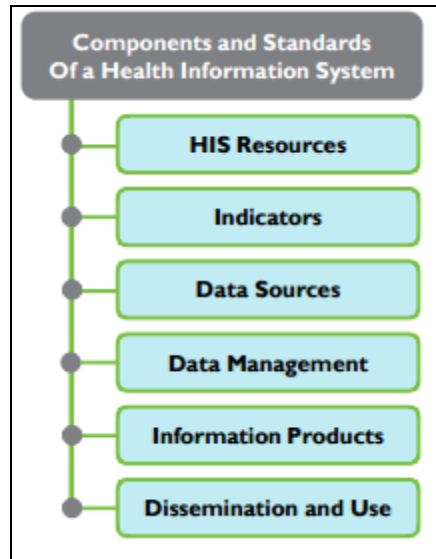 Components and Standards
Of a Health Information System
HIS Resources
Indicators
Data Sources
Data Management
Information Products
Dissemination and Use